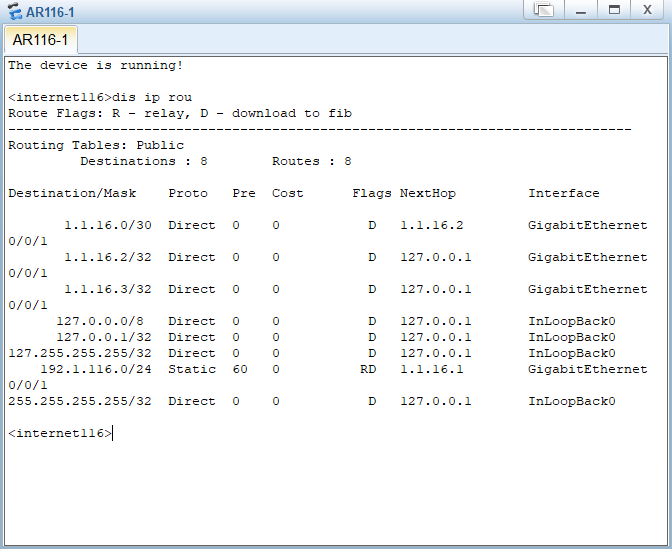 AR116-1
AR116-1
The device is running!
<internet116>dis ip rou
Route Flags: R - relay, D - download to fib
------------------------------------------------------------------------------
Routing Tables: Public
         Destinations : 8        Routes : 8
Destination/Mask    Proto   Pre  Cost      Flags NextHop         Interface
       1.1.16.0/30  Direct  0    0           D   1.1.16.2        GigabitEthernet
0/0/1
       1.1.16.2/32  Direct  0    0           D   127.0.0.1       GigabitEthernet
0/0/1
       1.1.16.3/32  Direct  0    0           D   127.0.0.1       GigabitEthernet
0/0/1
      127.0.0.0/8   Direct  0    0           D   127.0.0.1       InLoopBack0
      127.0.0.1/32  Direct  0    0           D   127.0.0.1       InLoopBack0
127.255.255.255/32  Direct  0    0           D   127.0.0.1       InLoopBack0
    192.1.116.0/24  Static  60   0          RD   1.1.16.1        GigabitEthernet
0/0/1
255.255.255.255/32  Direct  0    0           D   127.0.0.1       InLoopBack0
<internet116>